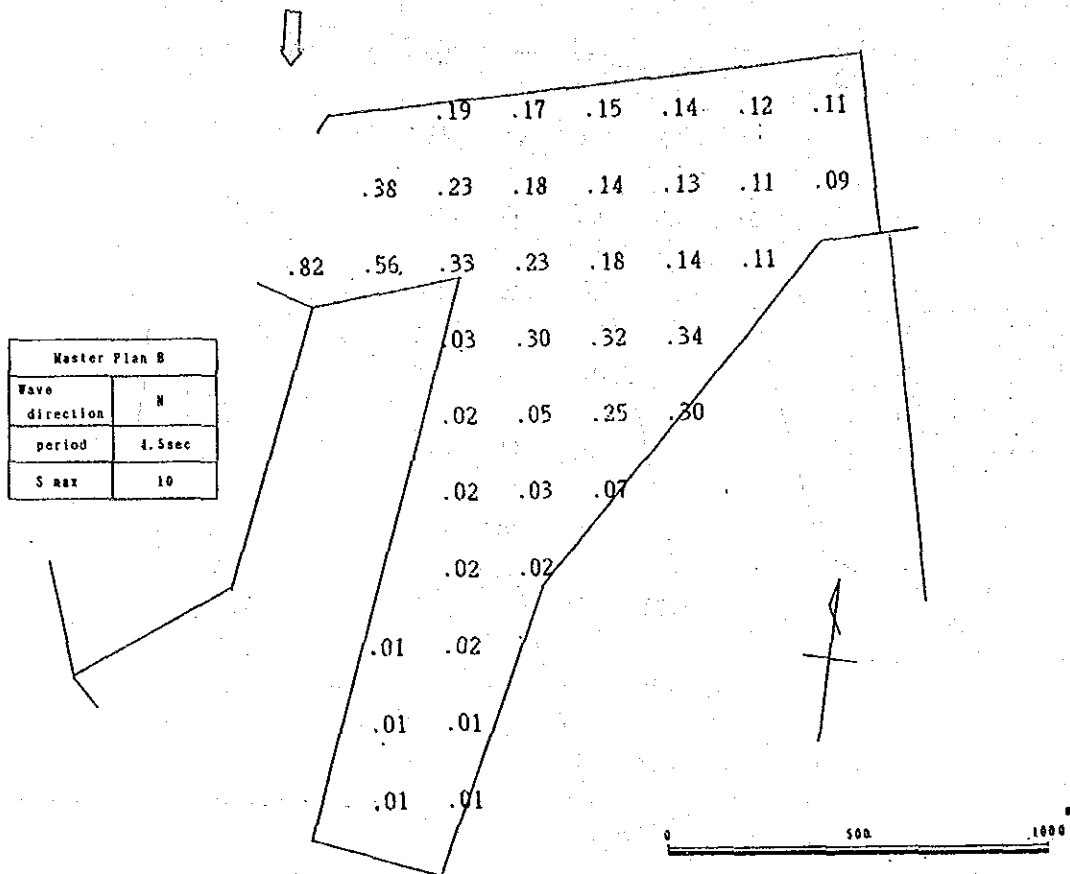 .19 .17 .15 .14 .12 .11
.38 .23 .18 .14 .13 .11 .09
.82 .56 .33 .23 .18 .14 .11
.03 .30 .32 .34
.02 .05 .25 .30
.02 .03 .07
.02 .02
.01 .02
.01 .01
.01 .01
Master Plan B
Wave direction N
period 4.5sec
S max 10
0 500 1000